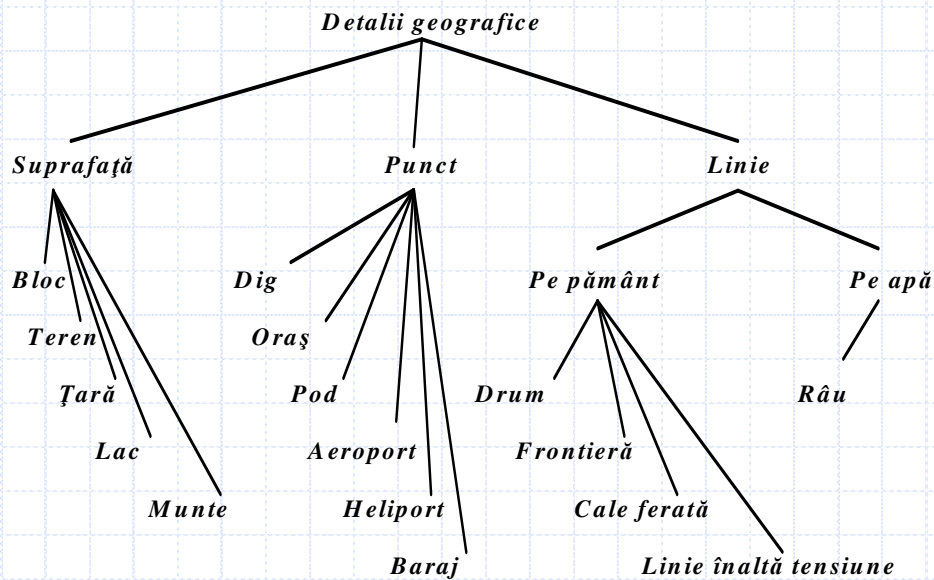 Detalii geografice
Suprafaţă
Punct
Linie
Bloc
Dig
Pe pământ
Pe apă
Teren
Oraş
Ţară
Pod
Drum
Râu
Lac
Aeroport
Frontieră
Munte
Heliport
Cale ferată
Baraj
Linie înaltă tensiune